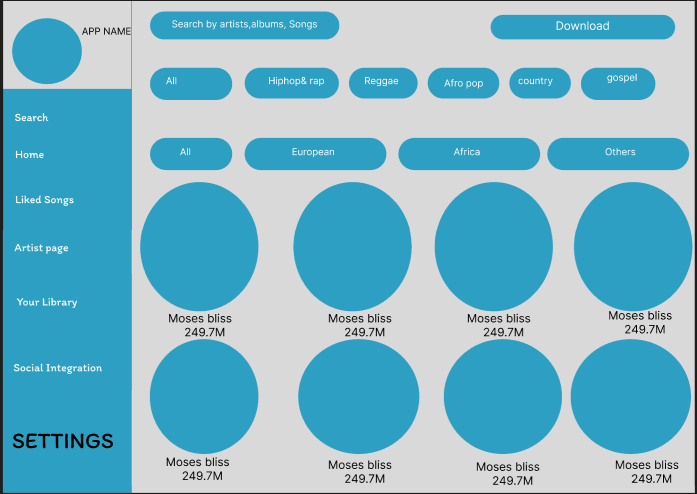 APP NAME
Search by artists,albums, Songs
Download
All
Hiphop& rap
Reggae
Afro pop
country
gospel
All
European
Africa
Others
Search
Home
Liked Songs
Artist page
Your Library
Social Integration
SETTINGS
Moses bliss
249.7M
Moses bliss
249.7M
Moses bliss
249.7M
Moses bliss
249.7M
Moses bliss
249.7M
Moses bliss
249.7M
Moses bliss
249.7M
Moses bliss
249.7M